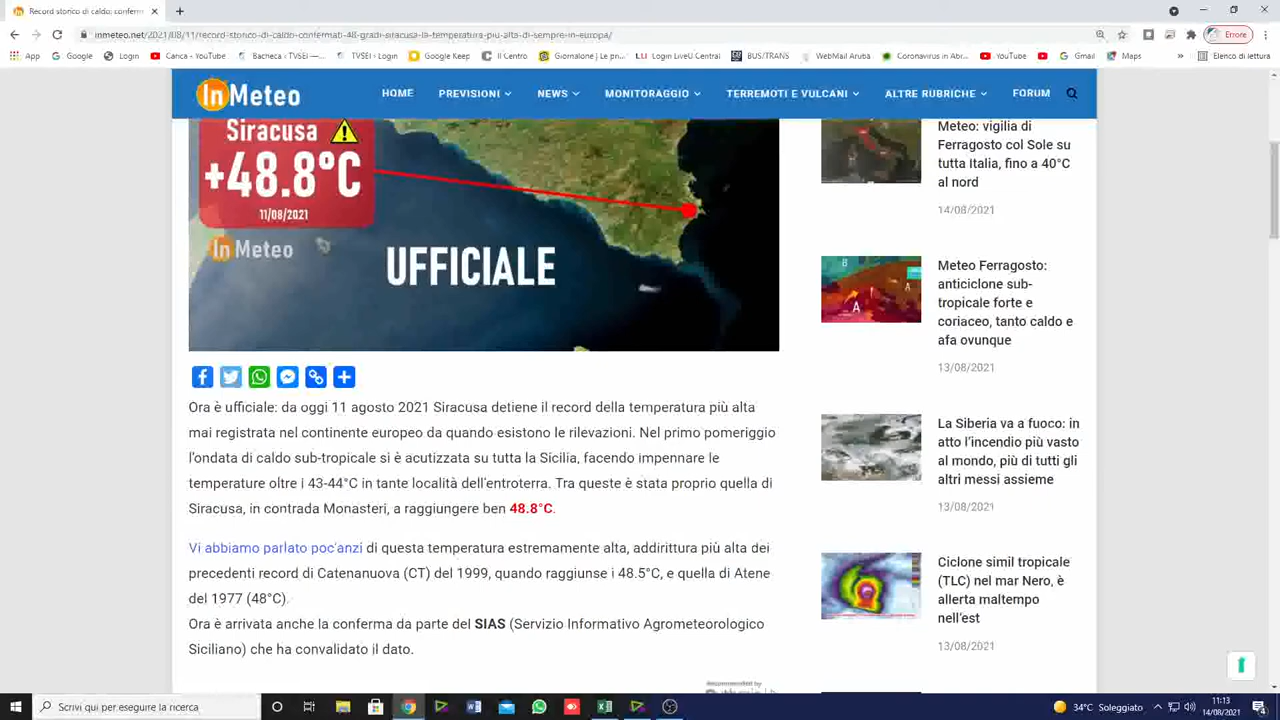 Record storico di caldo: conferm
inmeteo.net/2021/08/11/record-storico-di-caldo-confermati-48-gradi-siracusa-la-temperatura-piu-alta-di-sempre-in-europa/
Errore
App Google Login Canva - YouTube Bacheca - TVSEI -... TVSEI - Login Google Keep Il Centro Giornalone | Le pri... Login LiveU Central BUS/TRANS WebMail Aruba Coronavirus in Abr... YouTube Gmail Maps Elenco di lettura
InMeteo HOME PREVISIONI NEWS MONITORAGGIO TERREMOTI E VULCANI ALTRE RUBRICHE FORUM
Siracusa
+48.8°C
11/08/2021
InMeteo
UFFICIALE
Ora è ufficiale: da oggi 11 agosto 2021 Siracusa detiene il record della temperatura più alta
mai registrata nel continente europeo da quando esistono le rilevazioni. Nel primo pomeriggio
l'ondata di caldo sub-tropicale si è acutizzata su tutta la Sicilia, facendo impennare le
temperature oltre i 43-44°C in tante località dell'entroterra. Tra queste è stata proprio quella di
Siracusa, in contrada Monasteri, a raggiungere ben 48.8°C.
Vi abbiamo parlato poc'anzi di questa temperatura estremamente alta, addirittura più alta dei
precedenti record di Catenanuova (CT) del 1999, quando raggiunse i 48.5°C, e quella di Atene
del 1977 (48°C).
Ora è arrivata anche la conferma da parte del SIAS (Servizio Informativo Agrometeorologico
Siciliano) che ha convalidato il dato.
Meteo: vigilia di
Ferragosto col Sole su
tutta Italia, fino a 40°C
al nord
14/08/2021
Meteo Ferragosto:
anticiclone sub-
tropicale forte e
coriaceo, tanto caldo e
afa ovunque
13/08/2021
La Siberia va a fuoco: in
atto l'incendio più vasto
al mondo, più di tutti gli
altri messi assieme
13/08/2021
Ciclone simil tropicale
(TLC) nel mar Nero, è
allerta maltempo
nell'est
13/08/2021
Scrivi qui per eseguire la ricerca
34°C Soleggiato
11:13
14/08/2021